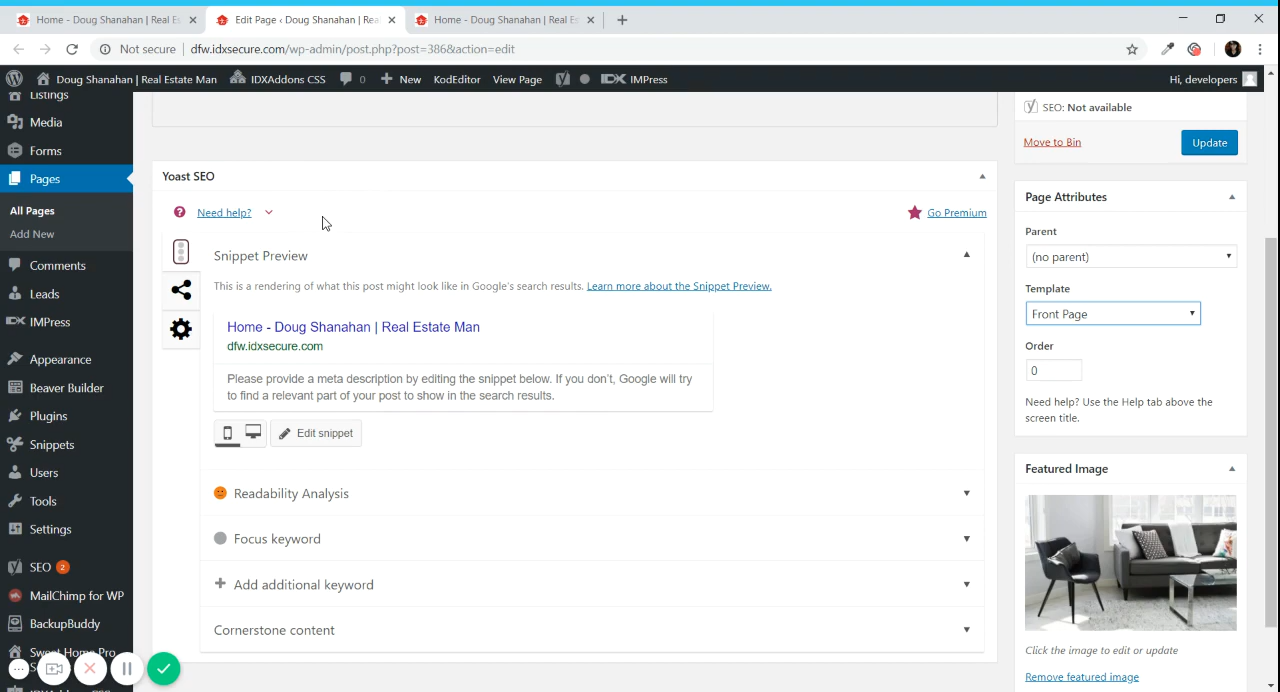 Home - Doug Shanahan | Real Es
Edit Page ‹ Doug Shanahan | Rea
Home - Doug Shanahan | Real Es
Not secure
dfw.idxsecure.com/wp-admin/post.php?post=386&action=edit
Doug Shanahan | Real Estate Man
IDXAddons CSS
0
New
KodEditor
View Page
IDX IMPress
Hi, developers
Listings
Media
Forms
Pages
All Pages
Add New
Comments
Leads
IDX IMPress
Appearance
Beaver Builder
Plugins
Snippets
Users
Tools
Settings
SEO 2
MailChimp for WP
BackupBuddy
Sweet Home Pro
Yoast SEO
Need help?
Go Premium
Snippet Preview
This is a rendering of what this post might look like in Google's search results. Learn more about the Snippet Preview.
Home - Doug Shanahan | Real Estate Man
dfw.idxsecure.com
Please provide a meta description by editing the snippet below. If you don't, Google will try
to find a relevant part of your post to show in the search results.
Edit snippet
Readability Analysis
Focus keyword
Add additional keyword
Cornerstone content
SEO: Not available
Move to Bin
Update
Page Attributes
Parent
(no parent)
Template
Front Page
Order
0
Need help? Use the Help tab above the
screen title.
Featured Image
Click the image to edit or update
Remove featured image